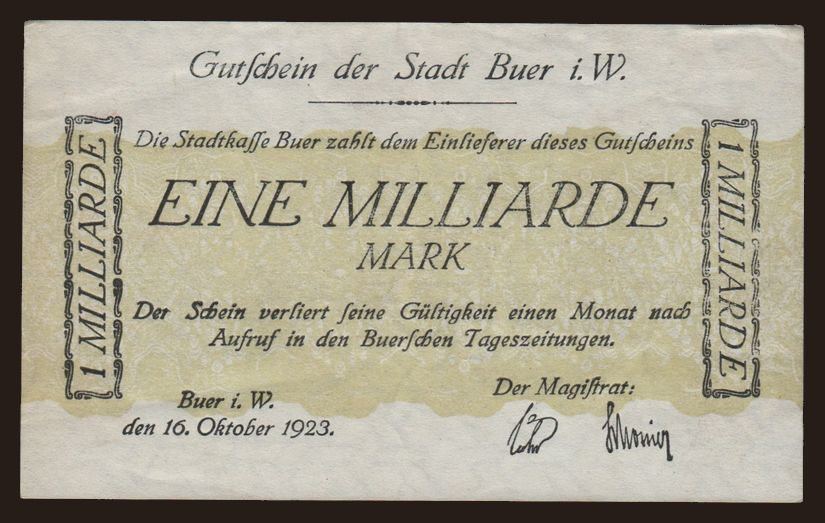 Gutſchein der Stadt Buer i. W.
Die Stadtkaſſe Buer zahlt dem Einlieferer dieses Gutſcheins
EINE MILLIARDE
MARK
Der Schein verliert ſeine Gültigkeit einen Monat nach
Aufruf in den Buerſchen Tageszeitungen.
Buer i. W.
den 16. Oktober 1923.
Der Magiſtrat:
1 MILLIARDE
1 MILLIARDE